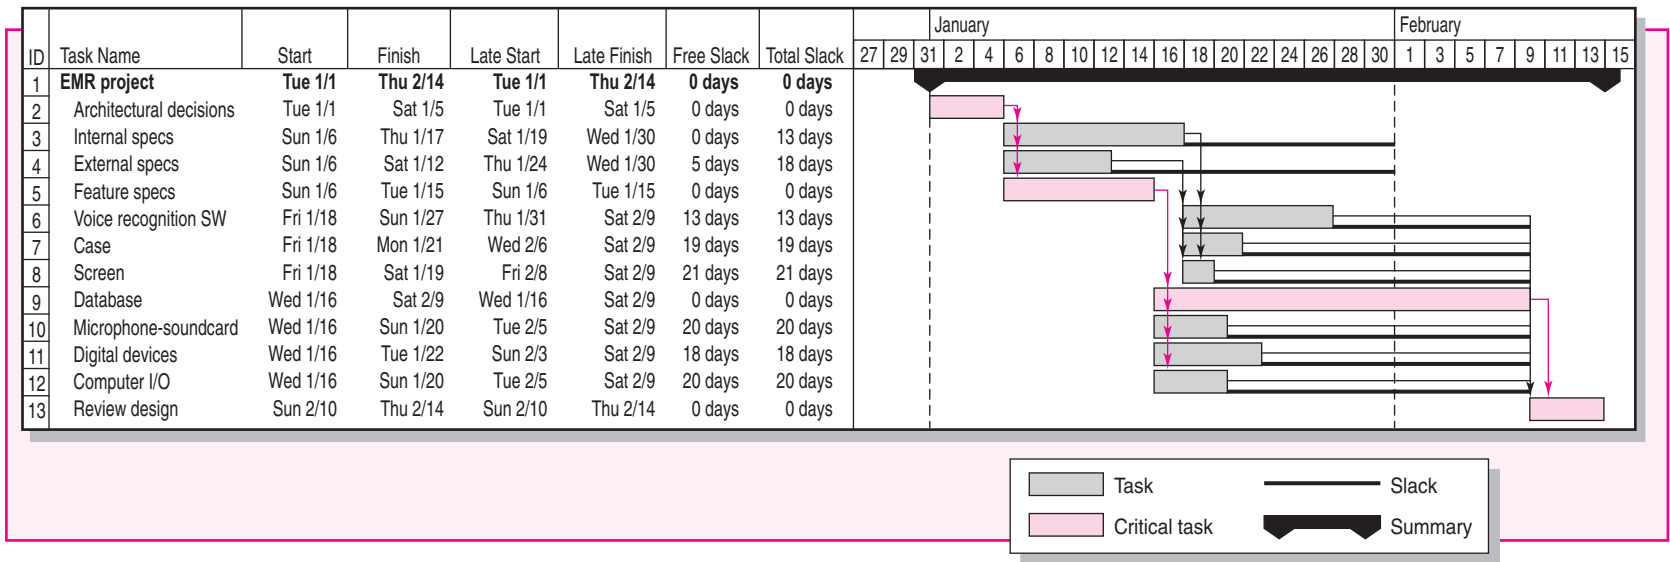 January February
ID Task Name Start Finish Late Start Late Finish Free Slack Total Slack 27 29 31 2 4 6 8 10 12 14 16 18 20 22 24 26 28 30 1 3 5 7 9 11 13 15
1 EMR project Tue 1/1 Thu 2/14 Tue 1/1 Thu 2/14 0 days 0 days
2 Architectural decisions Tue 1/1 Sat 1/5 Tue 1/1 Sat 1/5 0 days 0 days
3 Internal specs Sun 1/6 Thu 1/17 Sat 1/19 Wed 1/30 0 days 13 days
4 External specs Sun 1/6 Sat 1/12 Thu 1/24 Wed 1/30 5 days 18 days
5 Feature specs Sun 1/6 Tue 1/15 Sun 1/6 Tue 1/15 0 days 0 days
6 Voice recognition SW Fri 1/18 Sun 1/27 Thu 1/31 Sat 2/9 13 days 13 days
7 Case Fri 1/18 Mon 1/21 Wed 2/6 Sat 2/9 19 days 19 days
8 Screen Fri 1/18 Sat 1/19 Fri 2/8 Sat 2/9 21 days 21 days
9 Database Wed 1/16 Sat 2/9 Wed 1/16 Sat 2/9 0 days 0 days
10 Microphone-soundcard Wed 1/16 Sun 1/20 Tue 2/5 Sat 2/9 20 days 20 days
11 Digital devices Wed 1/16 Tue 1/22 Sun 2/3 Sat 2/9 18 days 18 days
12 Computer I/O Wed 1/16 Sun 1/20 Tue 2/5 Sat 2/9 20 days 20 days
13 Review design Sun 2/10 Thu 2/14 Sun 2/10 Thu 2/14 0 days 0 days
Task Slack
Critical task Summary